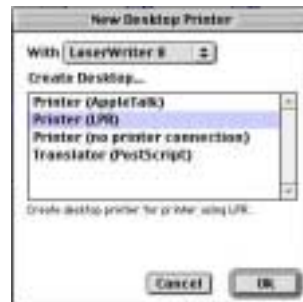 New Desktop Printer
With LaserWriter 8
Create Desktop...
Printer (AppleTalk)
Printer (LPR)
Printer (no printer connection)
Translator (PostScript)
Create desktop printer for printer using LPR.
Cancel OK